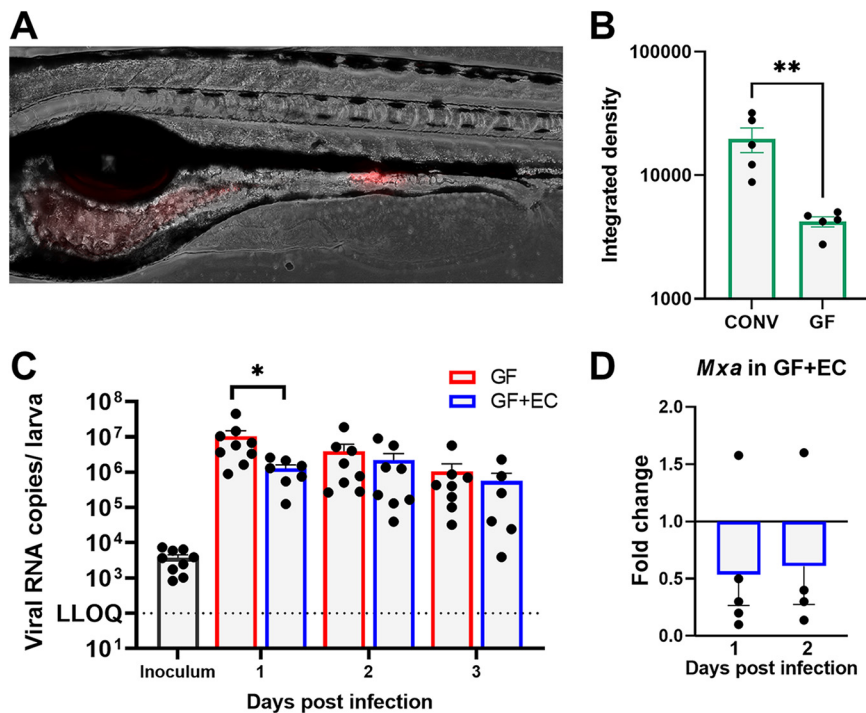 A
B
100000
10000
1000
Integrated density
**
CONV GF
C
GF
GF+EC
*
Viral RNA copies/ larva
10⁸
10⁷
10⁶
10⁵
10⁴
10³
LLOQ
10¹
Inoculum 1 2 3
Days post infection
D
Mxa in GF+EC
Fold change
2.0
1.5
1.0
0.5
0.0
1 2
Days post infection